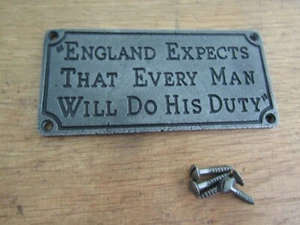 "ENGLAND EXPECTS
THAT EVERY MAN
WILL DO HIS DUTY"